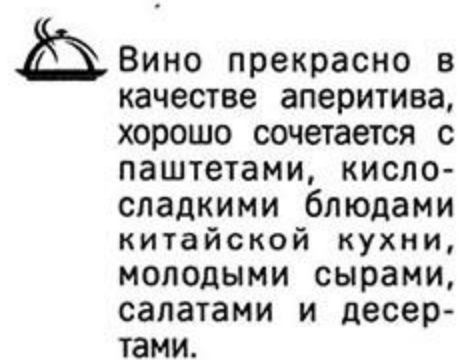 Вино прекрасно в
качестве аперитива,
хорошо сочетается с
паштетами, кисло-
сладкими блюдами
китайской кухни,
молодыми сырами,
салатами и десер-
тами.